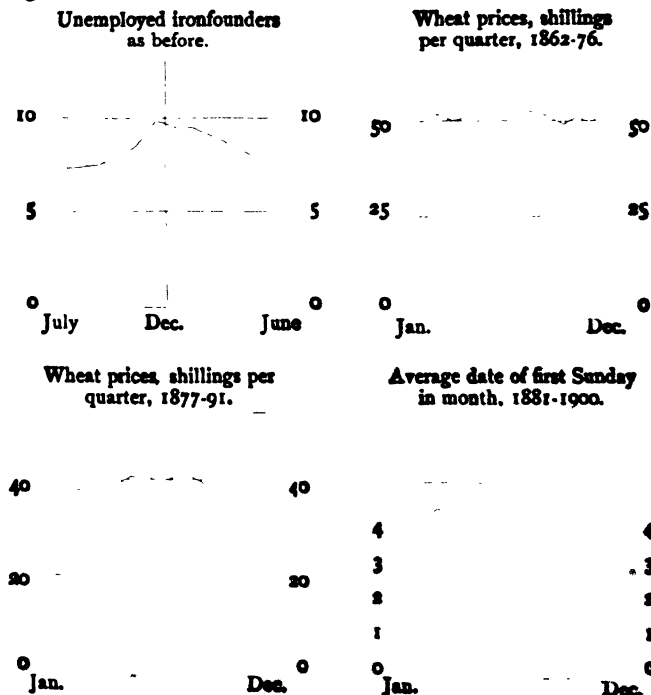 Unemployed ironfounders
as before.
10 10
5 5
0 0
July Dec. June
Wheat prices, shillings
per quarter, 1862-76.
50 50
25 25
0 0
Jan. Dec.
Wheat prices, shillings per
quarter, 1877-91.
40 40
20 20
0 0
Jan. Dec.
Average date of first Sunday
in month, 1881-1900.
4 4
3 3
2 2
1 1
0 0
Jan. Dec.